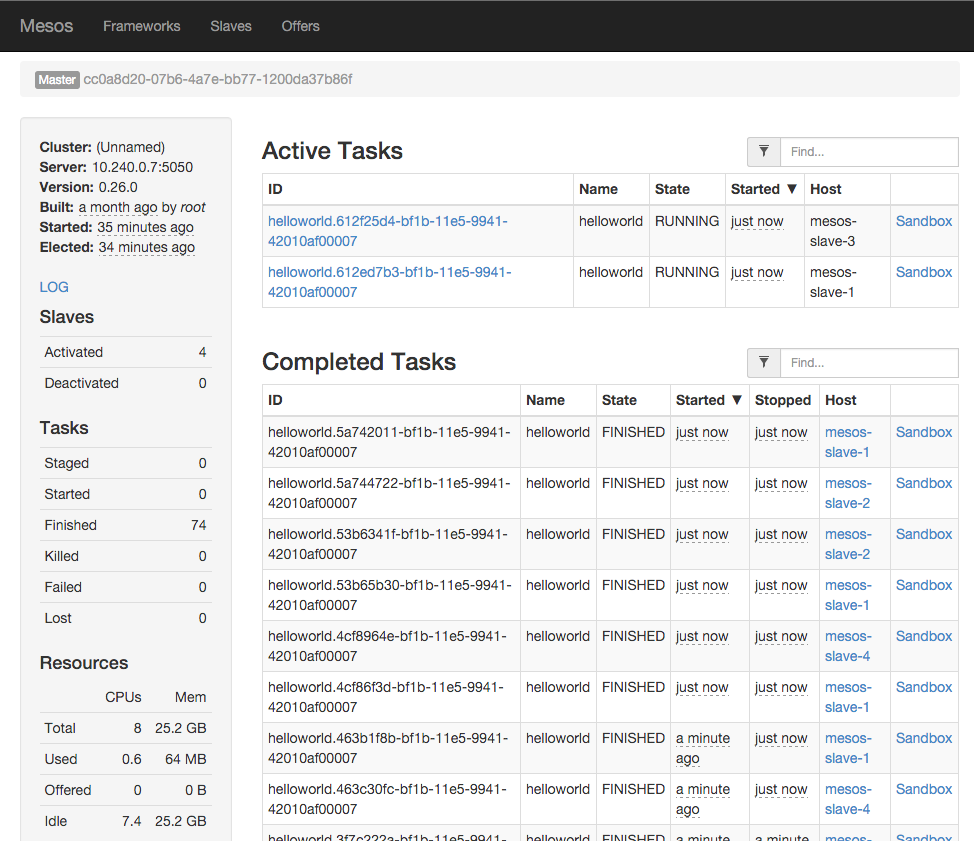 Mesos Frameworks Slaves Offers
Master cc0a8d20-07b6-4a7e-bb77-1200da37b86f
Cluster: (Unnamed)
Server: 10.240.0.7:5050
Version: 0.26.0
Built: a month ago by root
Started: 35 minutes ago
Elected: 34 minutes ago
LOG
Slaves
Activated 4
Deactivated 0
Tasks
Staged 0
Started 0
Finished 74
Killed 0
Failed 0
Lost 0
Resources
CPUs Mem
Total 8 25.2 GB
Used 0.6 64 MB
Offered 0 0 B
Idle 7.4 25.2 GB
Active Tasks
Find...
ID Name State Started ▼ Host
helloworld.612f25d4-bf1b-11e5-9941- helloworld RUNNING just now mesos- Sandbox
42010af00007 slave-3
helloworld.612ed7b3-bf1b-11e5-9941- helloworld RUNNING just now mesos- Sandbox
42010af00007 slave-1
Completed Tasks
Find...
ID Name State Started ▼ Stopped Host
helloworld.5a742011-bf1b-11e5-9941- helloworld FINISHED just now just now mesos- Sandbox
42010af00007 slave-1
helloworld.5a744722-bf1b-11e5-9941- helloworld FINISHED just now just now mesos- Sandbox
42010af00007 slave-2
helloworld.53b6341f-bf1b-11e5-9941- helloworld FINISHED just now just now mesos- Sandbox
42010af00007 slave-2
helloworld.53b65b30-bf1b-11e5-9941- helloworld FINISHED just now just now mesos- Sandbox
42010af00007 slave-1
helloworld.4cf8964e-bf1b-11e5-9941- helloworld FINISHED just now just now mesos- Sandbox
42010af00007 slave-4
helloworld.4cf86f3d-bf1b-11e5-9941- helloworld FINISHED just now just now mesos- Sandbox
42010af00007 slave-1
helloworld.463b1f8b-bf1b-11e5-9941- helloworld FINISHED a minute just now mesos- Sandbox
42010af00007 ago slave-1
helloworld.463c30fc-bf1b-11e5-9941- helloworld FINISHED a minute just now mesos- Sandbox
42010af00007 ago slave-4
helloworld.3f7c222a-bf1b-11e5-9941- helloworld FINISHED a minute a minute mesos- Sandbox